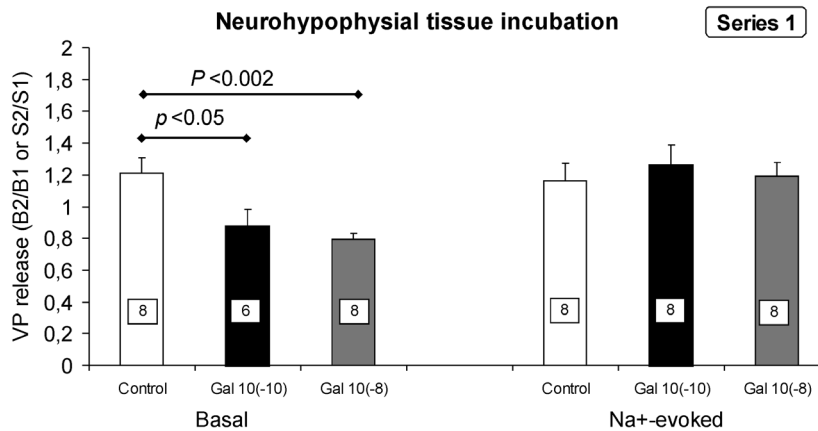 Neurohypophysial tissue incubation
Series 1
VP release (B2/B1 or S2/S1)
2
1,8
1,6
1,4
1,2
1
0,8
0,6
0,4
0,2
0
P <0.002
p <0.05
8
6
8
8
8
8
Control Gal 10(-10) Gal 10(-8) Control Gal 10(-10) Gal 10(-8)
Basal Na+-evoked